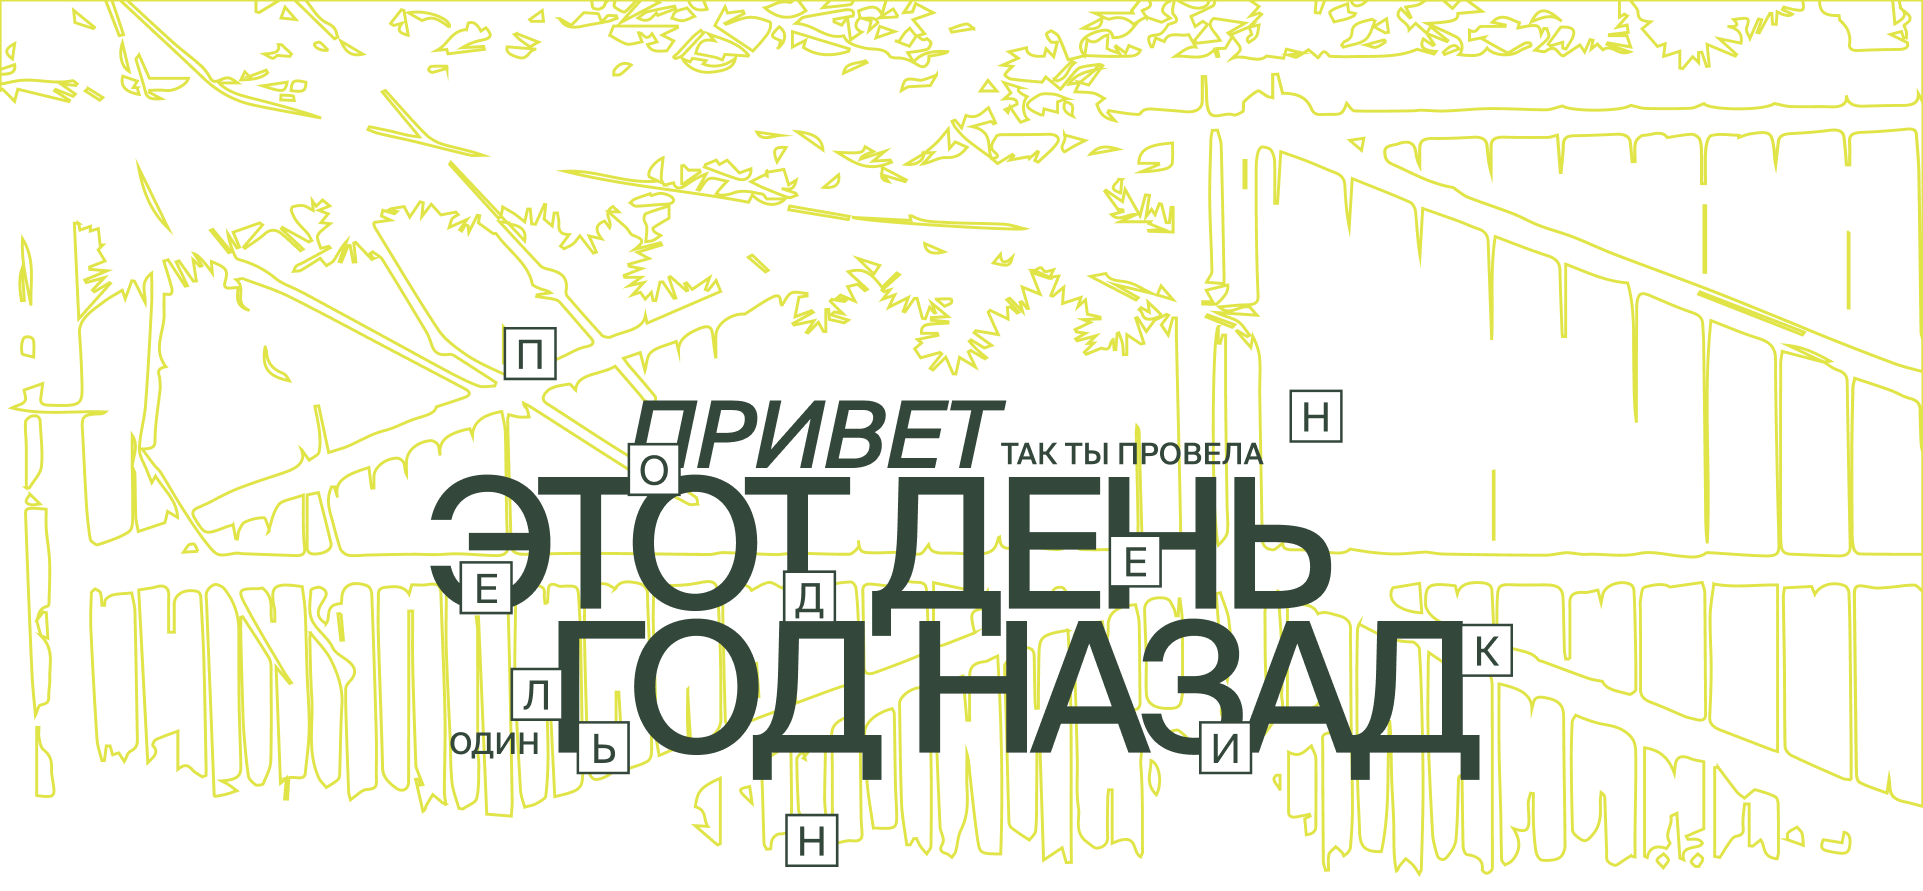 ПРИВЕТ ТАК ТЫ ПРОВЕЛА
ЭТОТ ДЕНЬ
ОДИН ГОД НАЗАД
П
О
Н
Е
Д
Е
Л
Ь
Н
И
К